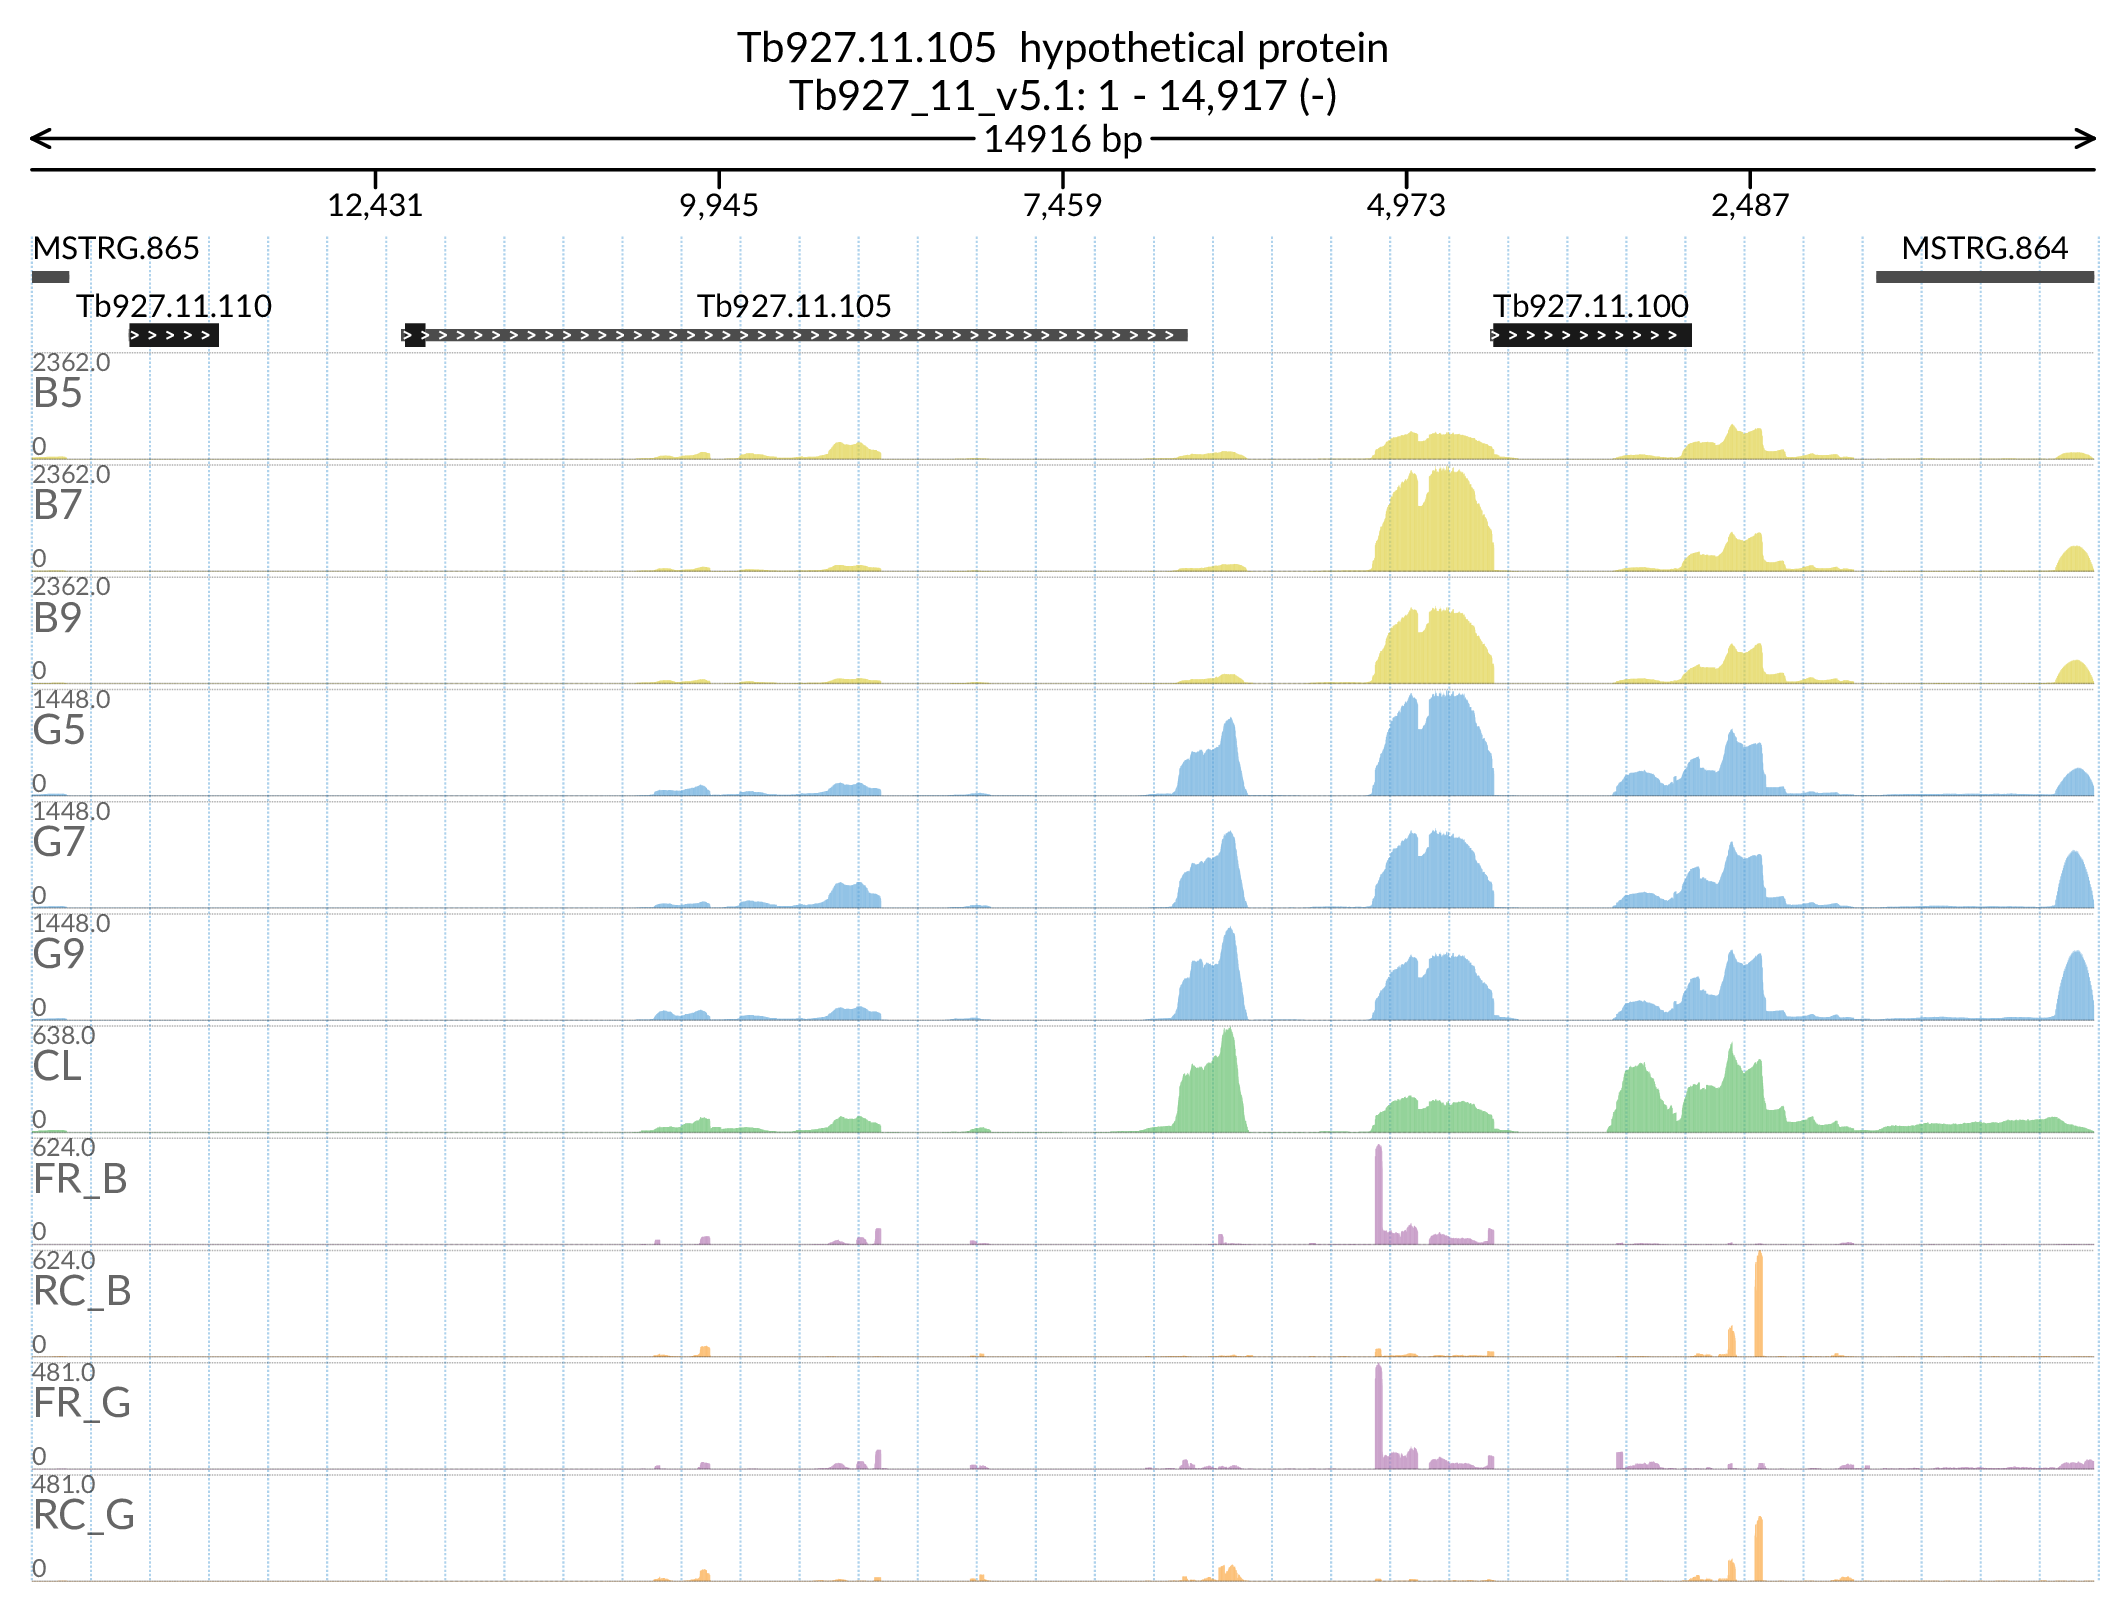 Tb927.11.105  hypothetical protein
Tb927_11_v5.1: 1 - 14,917 (-)
14916 bp
12,431 9,945 7,459 4,973 2,487
MSTRG.865 MSTRG.864
Tb927.11.110 Tb927.11.105 Tb927.11.100
2362.0
B5
0
2362.0
B7
0
2362.0
B9
0
1448.0
G5
0
1448.0
G7
0
1448.0
G9
0
638.0
CL
0
624.0
FR_B
0
624.0
RC_B
0
481.0
FR_G
0
481.0
RC_G
0